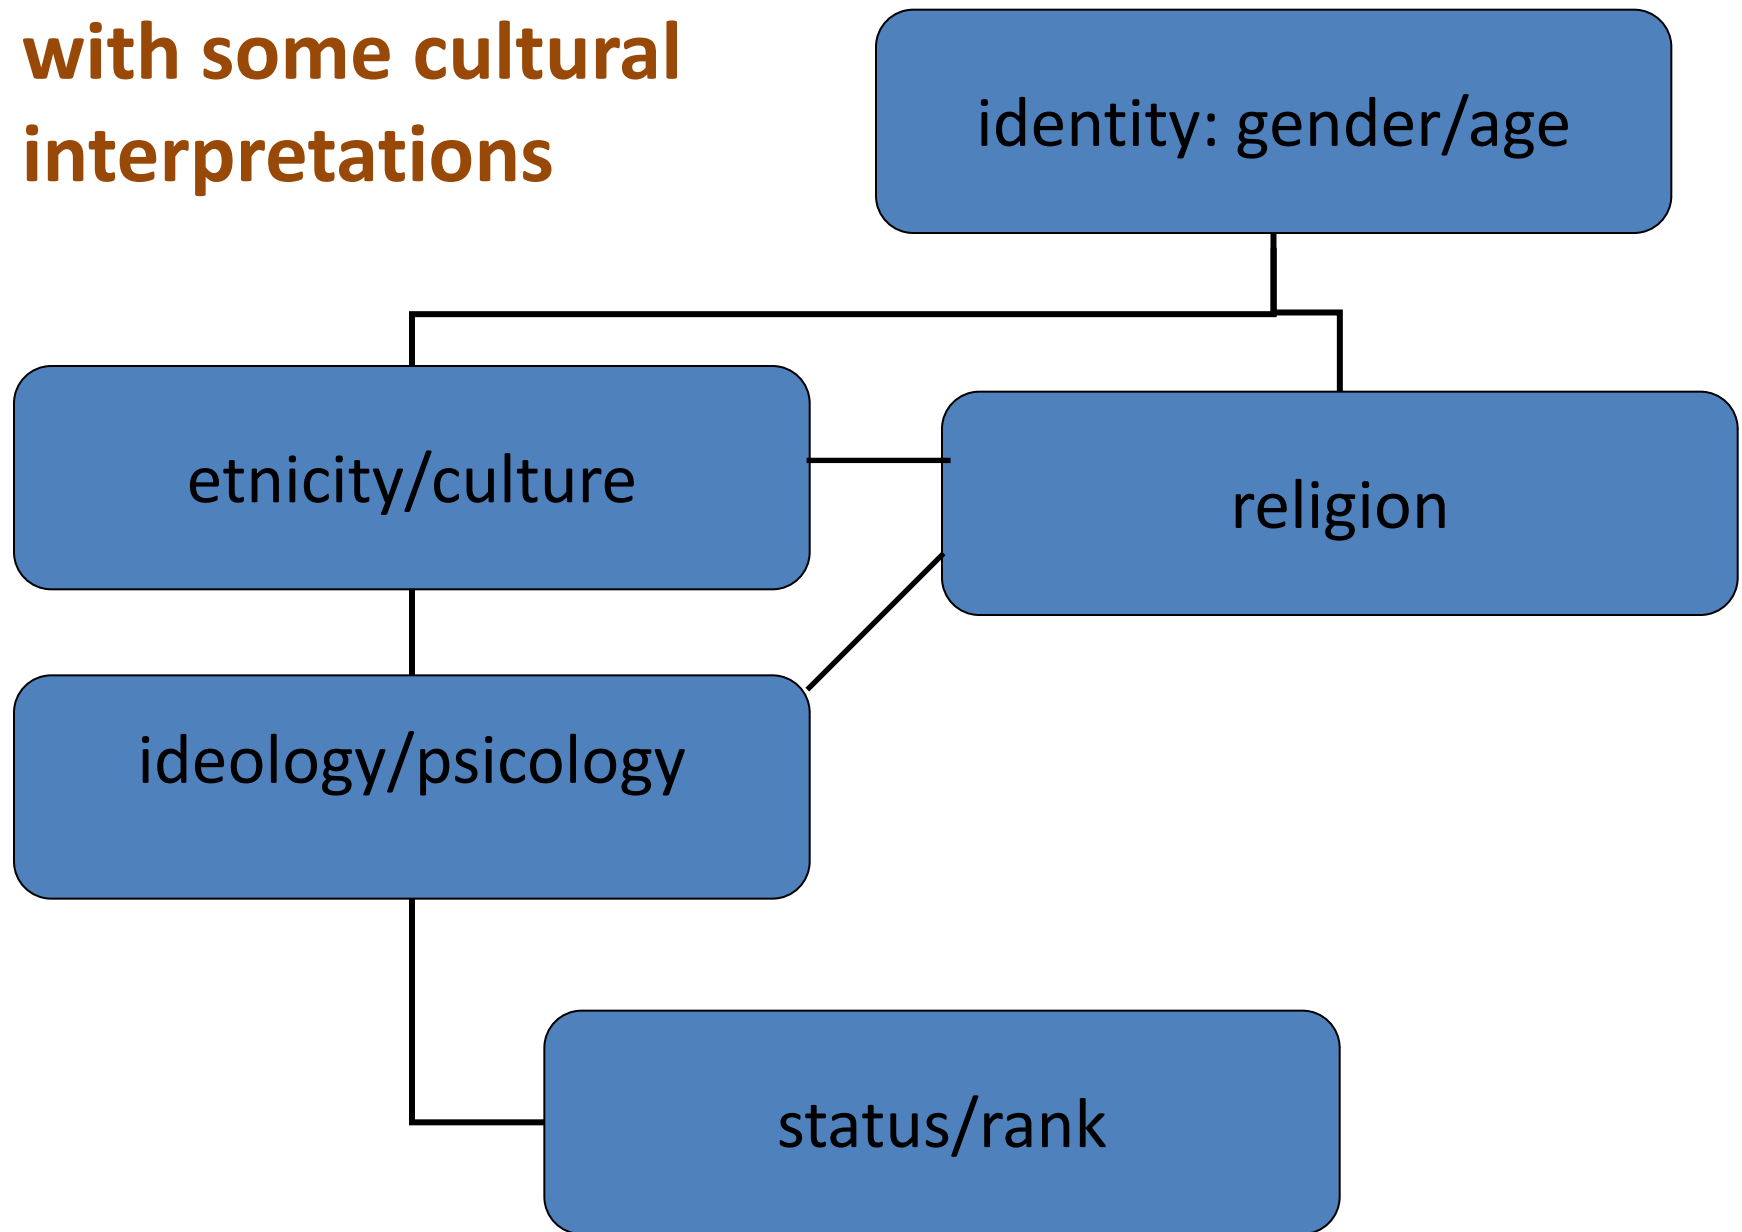 with some cultural
interpretations
identity: gender/age
etnicity/culture
religion
ideology/psicology
status/rank